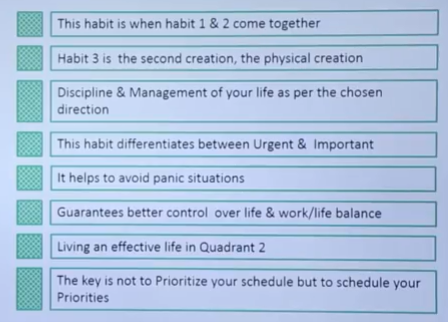 This habit is when habit 1 & 2 come together
Habit 3 is the second creation, the physical creation
Discipline & Management of your life as per the chosen
direction
This habit differentiates between Urgent & Important
It helps to avoid panic situations
Guarantees better control over life & work/life balance
Living an effective life in Quadrant 2
The key is not to Prioritize your schedule but to schedule your
Priorities